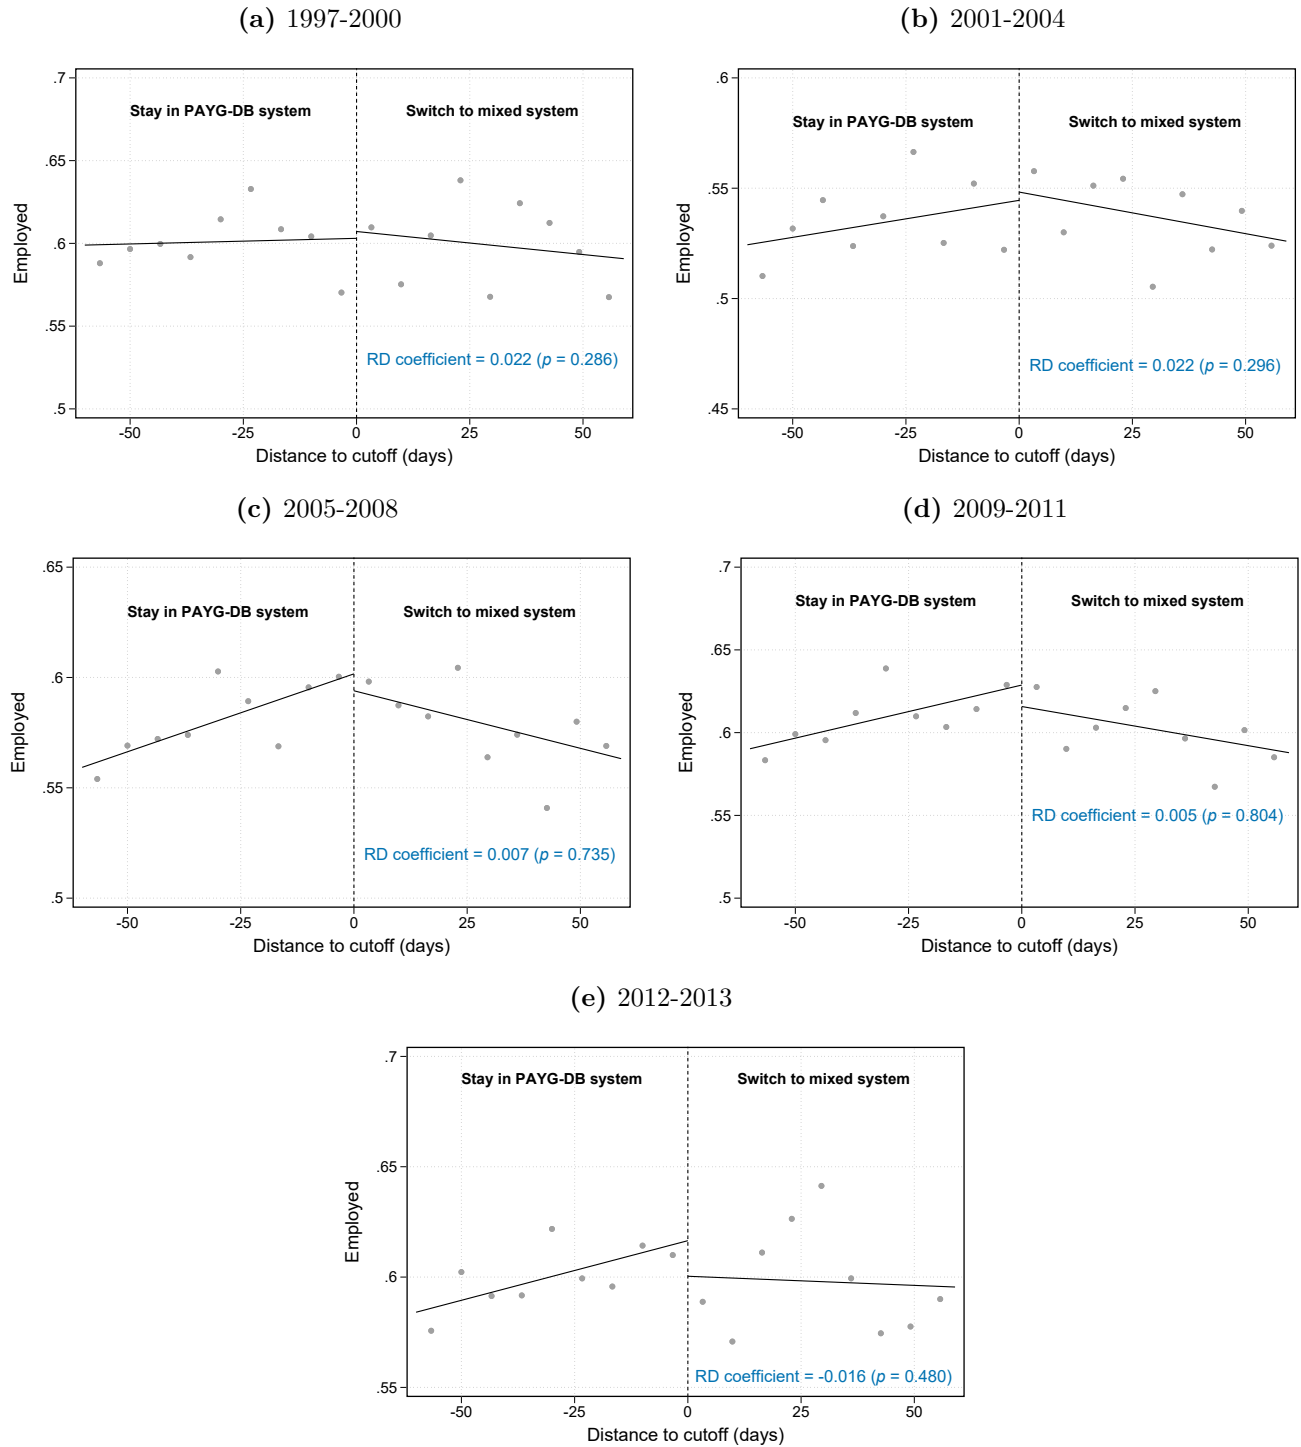 (a) 1997-2000
.7
.65
.6
.55
.5
Employed
Stay in PAYG-DB system
Switch to mixed system
RD coefficient = 0.022 (p = 0.286)
-50 -25 0 25 50
Distance to cutoff (days)
(b) 2001-2004
.6
.55
.5
.45
Employed
Stay in PAYG-DB system
Switch to mixed system
RD coefficient = 0.022 (p = 0.296)
-50 -25 0 25 50
Distance to cutoff (days)
(c) 2005-2008
.65
.6
.55
.5
Employed
Stay in PAYG-DB system
Switch to mixed system
RD coefficient = 0.007 (p = 0.735)
-50 -25 0 25 50
Distance to cutoff (days)
(d) 2009-2011
.7
.65
.6
.55
.5
Employed
Stay in PAYG-DB system
Switch to mixed system
RD coefficient = 0.005 (p = 0.804)
-50 -25 0 25 50
Distance to cutoff (days)
(e) 2012-2013
.7
.65
.6
.55
Employed
Stay in PAYG-DB system
Switch to mixed system
RD coefficient = -0.016 (p = 0.480)
-50 -25 0 25 50
Distance to cutoff (days)